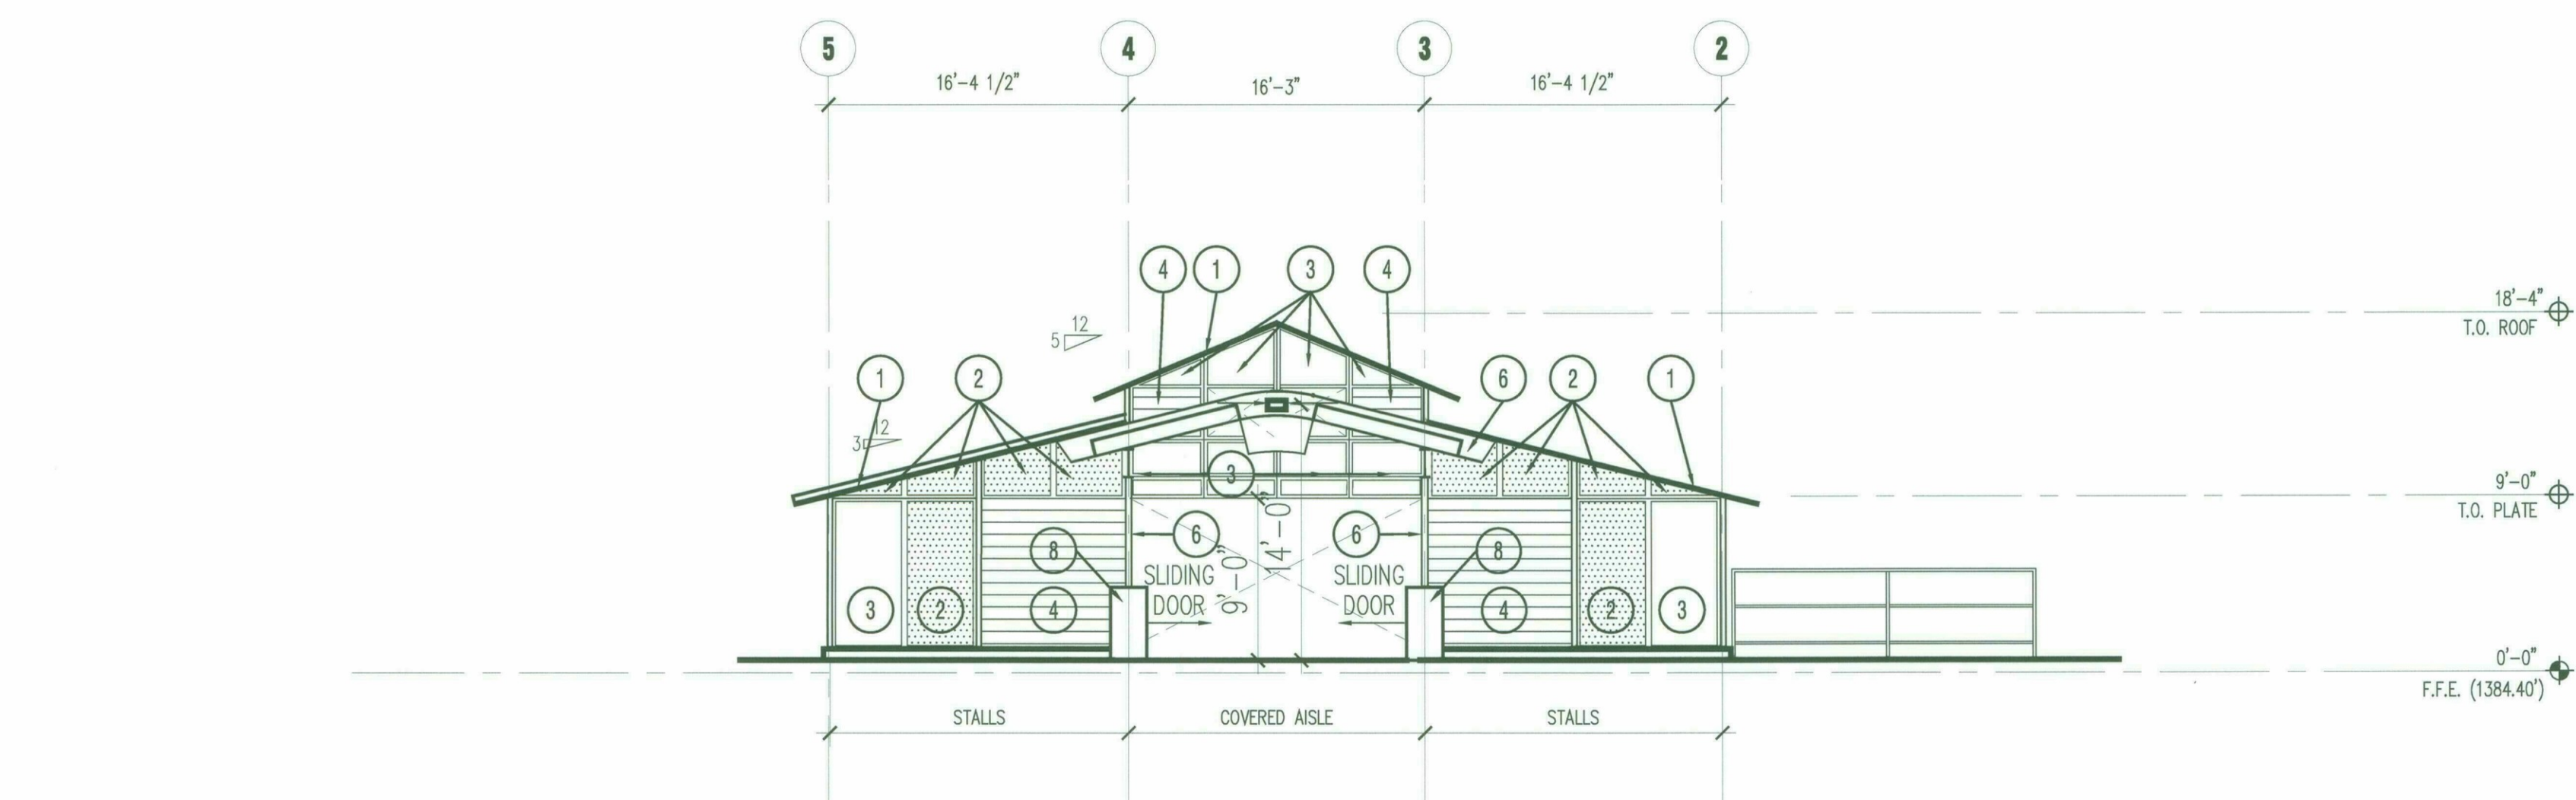 5 4 3 2
16'-4 1/2" 16'-3" 16'-4 1/2"
4 1 3 4
18'-4"
T.O. ROOF
12
5
1 2 6 2 1
12
3
3
9'-0"
T.O. PLATE
6 6
14'-0"
9'-0"
8 8
SLIDING SLIDING
DOOR DOOR
3 2 4 4 2 3
0'-0"
F.F.E. (1384.40')
STALLS COVERED AISLE STALLS